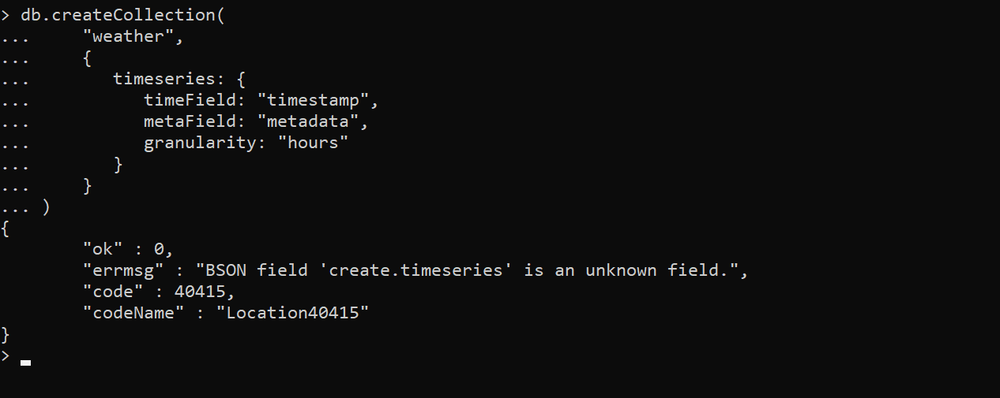 > db.createCollection(
...     "weather",
...     {
...        timeseries: {
...           timeField: "timestamp",
...           metaField: "metadata",
...           granularity: "hours"
...        }
...     }
... )
{
        "ok" : 0,
        "errmsg" : "BSON field 'create.timeseries' is an unknown field.",
        "code" : 40415,
        "codeName" : "Location40415"
}
>